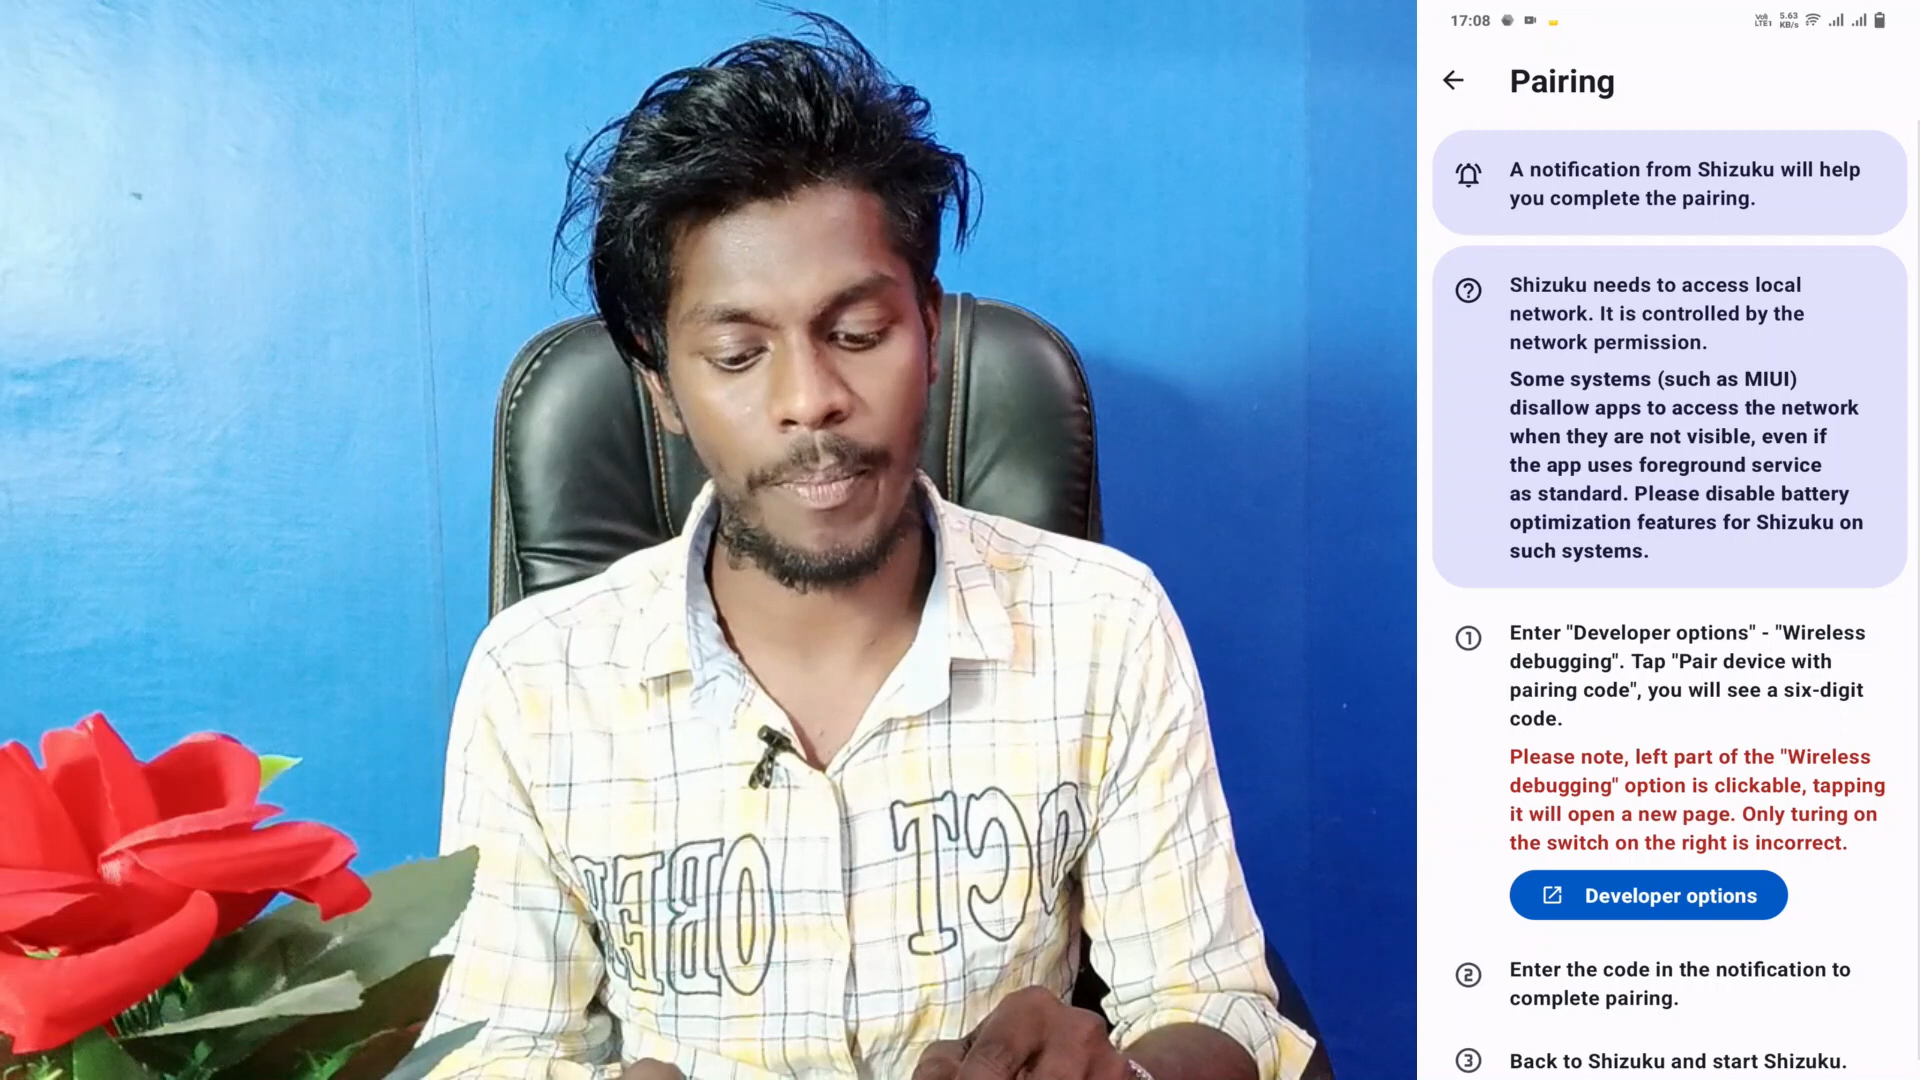 17:08
Vo)) LTE1 5.63 KB/s
Pairing
A notification from Shizuku will help
you complete the pairing.
Shizuku needs to access local
network. It is controlled by the
network permission.
Some systems (such as MIUI)
disallow apps to access the network
when they are not visible, even if
the app uses foreground service
as standard. Please disable battery
optimization features for Shizuku on
such systems.
1 Enter "Developer options" - "Wireless
debugging". Tap "Pair device with
pairing code", you will see a six-digit
code.
Please note, left part of the "Wireless
debugging" option is clickable, tapping
it will open a new page. Only turing on
the switch on the right is incorrect.
Developer options
2 Enter the code in the notification to
complete pairing.
3 Back to Shizuku and start Shizuku.